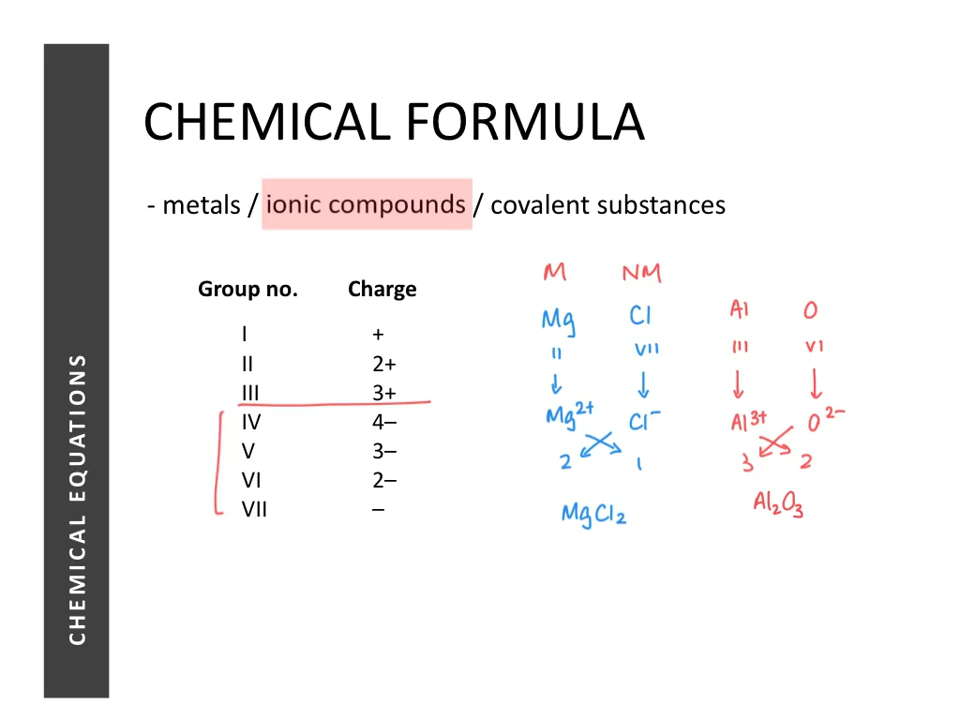 CHEMICAL EQUATIONS
CHEMICAL FORMULA
- metals / ionic compounds / covalent substances
Group no. Charge
I +
II 2+
III 3+
IV 4–
V 3–
VI 2–
VII –
M NM
Mg Cl
II VII
Mg²⁺ Cl⁻
2 1
MgCl₂
Al O
III VI
Al³⁺ O²⁻
3 2
Al₂O₃